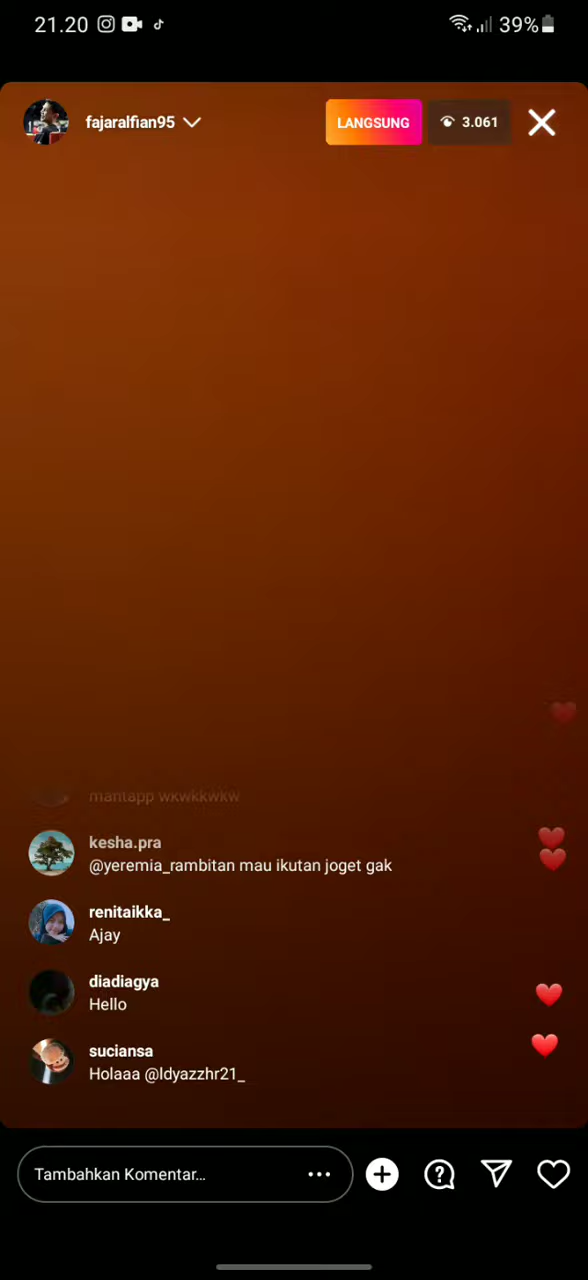 21.20
39%
fajaralfian95
LANGSUNG
3.061
mantapp wkwkkwkw
kesha.pra
@yeremia_rambitan mau ikutan joget gak
renitaikka_
Ajay
diadiagya
Hello
suciansa
Holaaa @ldyazzhr21_
Tambahkan Komentar...